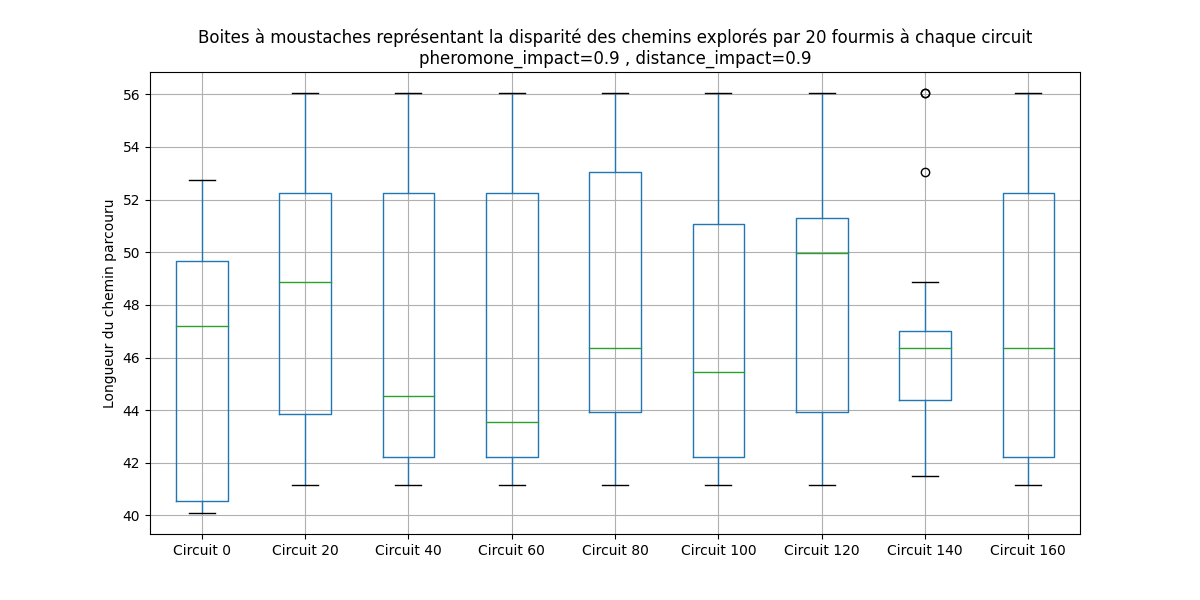 Boites à moustaches représentant la disparité des chemins explorés par 20 fourmis à chaque circuit
pheromone_impact=0.9 , distance_impact=0.9
Longueur du chemin parcouru
56
54
52
50
48
46
44
42
40
Circuit 0
Circuit 20
Circuit 40
Circuit 60
Circuit 80
Circuit 100
Circuit 120
Circuit 140
Circuit 160